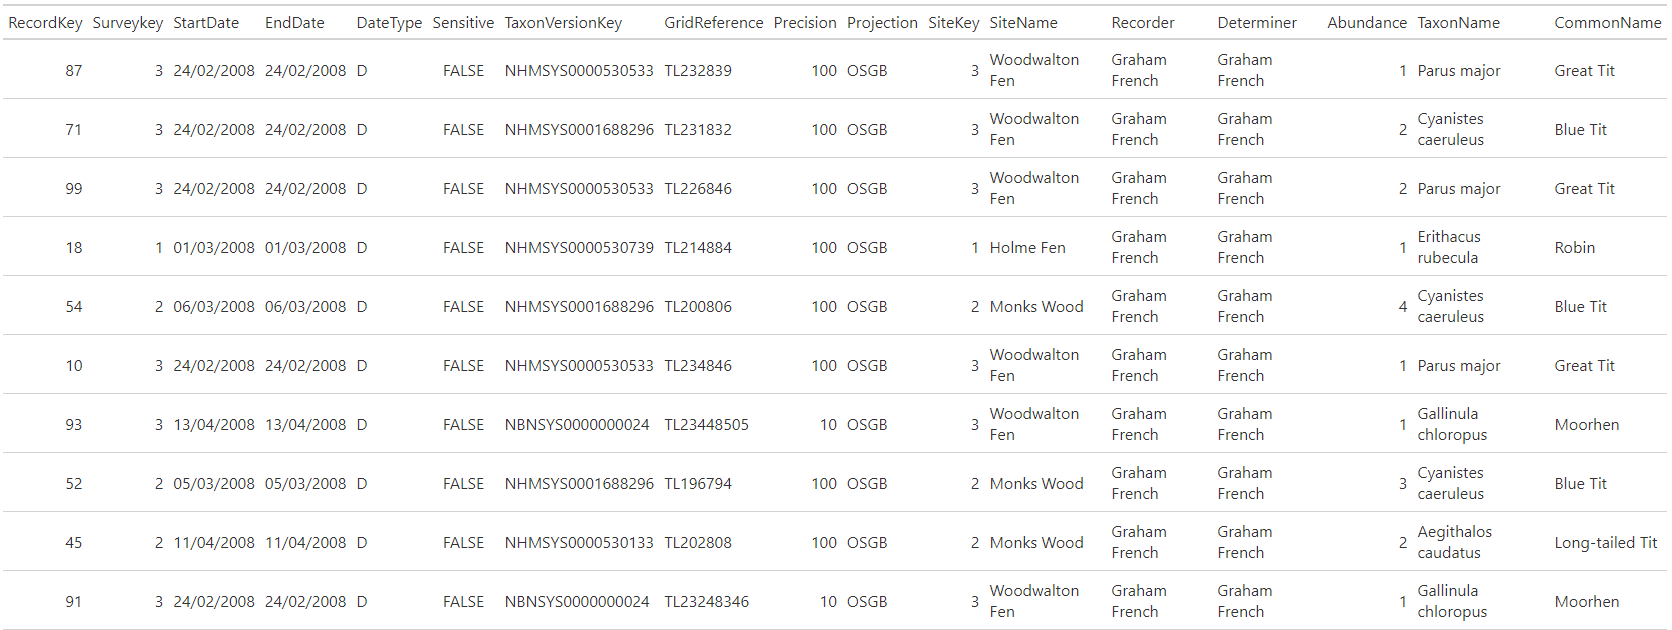 RecordKey Surveykey StartDate EndDate DateType Sensitive TaxonVersionKey GridReference Precision Projection SiteKey SiteName Recorder Determiner Abundance TaxonName CommonName
87 3 24/02/2008 24/02/2008 D FALSE NHMSYS0000530533 TL232839 100 OSGB 3 Woodwalton Fen Graham French Graham French 1 Parus major Great Tit
71 3 24/02/2008 24/02/2008 D FALSE NHMSYS0001688296 TL231832 100 OSGB 3 Woodwalton Fen Graham French Graham French 2 Cyanistes caeruleus Blue Tit
99 3 24/02/2008 24/02/2008 D FALSE NHMSYS0000530533 TL226846 100 OSGB 3 Woodwalton Fen Graham French Graham French 2 Parus major Great Tit
18 1 01/03/2008 01/03/2008 D FALSE NHMSYS0000530739 TL214884 100 OSGB 1 Holme Fen Graham French Graham French 1 Erithacus rubecula Robin
54 2 06/03/2008 06/03/2008 D FALSE NHMSYS0001688296 TL200806 100 OSGB 2 Monks Wood Graham French Graham French 4 Cyanistes caeruleus Blue Tit
10 3 24/02/2008 24/02/2008 D FALSE NHMSYS0000530533 TL234846 100 OSGB 3 Woodwalton Fen Graham French Graham French 1 Parus major Great Tit
93 3 13/04/2008 13/04/2008 D FALSE NBNSYS0000000024 TL23448505 10 OSGB 3 Woodwalton Fen Graham French Graham French 1 Gallinula chloropus Moorhen
52 2 05/03/2008 05/03/2008 D FALSE NHMSYS0001688296 TL196794 100 OSGB 2 Monks Wood Graham French Graham French 3 Cyanistes caeruleus Blue Tit
45 2 11/04/2008 11/04/2008 D FALSE NHMSYS0000530133 TL202808 100 OSGB 2 Monks Wood Graham French Graham French 2 Aegithalos caudatus Long-tailed Tit
91 3 24/02/2008 24/02/2008 D FALSE NBNSYS0000000024 TL23248346 10 OSGB 3 Woodwalton Fen Graham French Graham French 1 Gallinula chloropus Moorhen